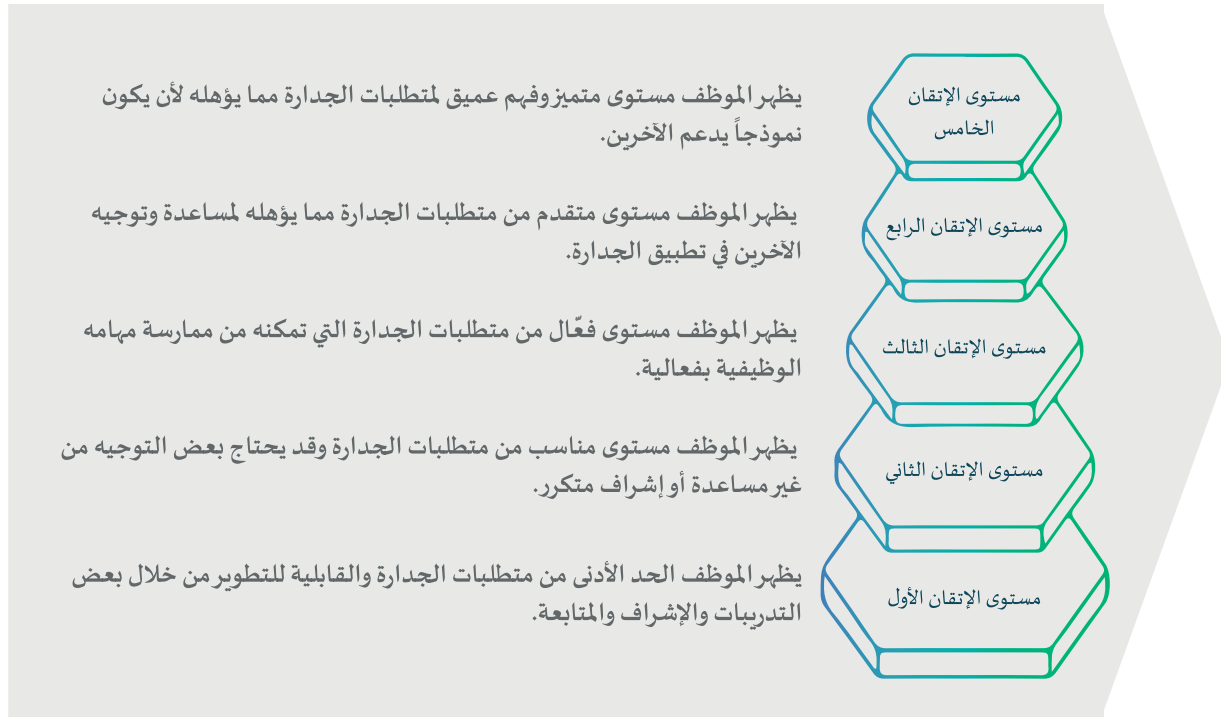 مستوى الإتقان
الخامس
يظهر الموظف مستوى متميز وفهم عميق لمتطلبات الجدارة مما يؤهله لأن يكون
نموذجاً يدعم الآخرين.
مستوى الإتقان الرابع
يظهر الموظف مستوى متقدم من متطلبات الجدارة مما يؤهله لمساعدة وتوجيه
الآخرين في تطبيق الجدارة.
مستوى الإتقان الثالث
يظهر الموظف مستوى فعّال من متطلبات الجدارة التي تمكنه من ممارسة مهامه
الوظيفية بفعالية.
مستوى الإتقان الثاني
يظهر الموظف مستوى مناسب من متطلبات الجدارة وقد يحتاج بعض التوجيه من
غير مساعدة أو إشراف متكرر.
مستوى الإتقان الأول
يظهر الموظف الحد الأدنى من متطلبات الجدارة والقابلية للتطوير من خلال بعض
التدريبات والإشراف والمتابعة.